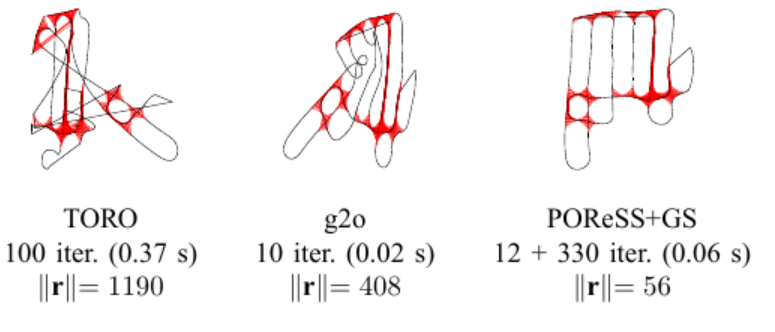 TORO
100 iter. (0.37 s)
‖r‖= 1190
g2o
10 iter. (0.02 s)
‖r‖= 408
POReSS+GS
12 + 330 iter. (0.06 s)
‖r‖= 56